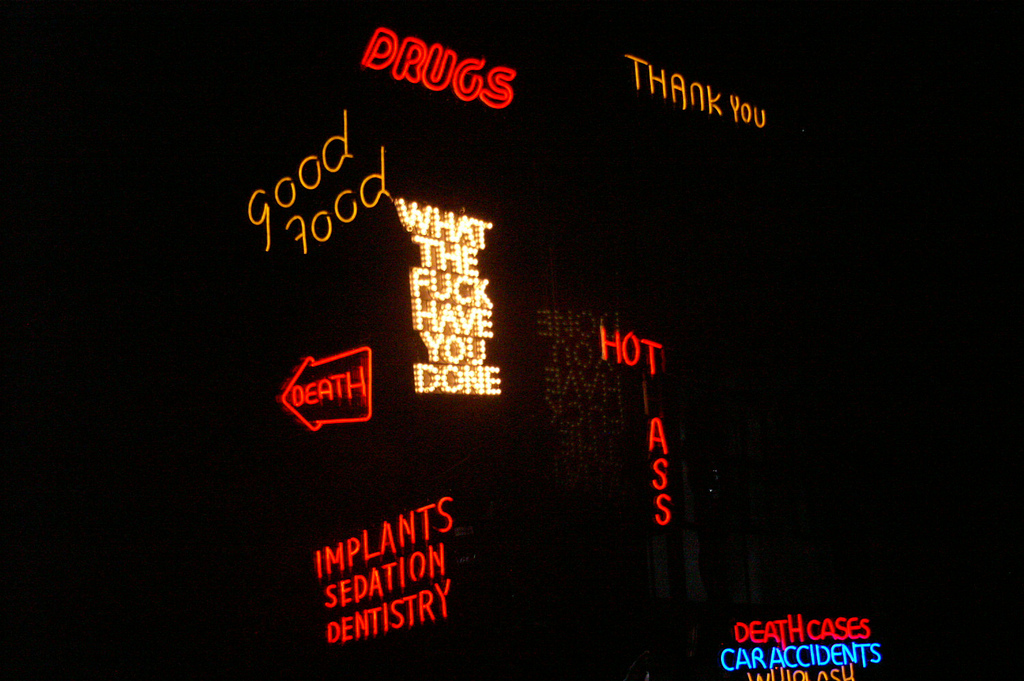 DRUGS
THANK YOU
good
food
WHAT
THE
FUCK
HAVE
YOU
DONE
HOT
ASS
DEATH
IMPLANTS
SEDATION
DENTISTRY
DEATH CASES
CAR ACCIDENTS
WHIPLASH